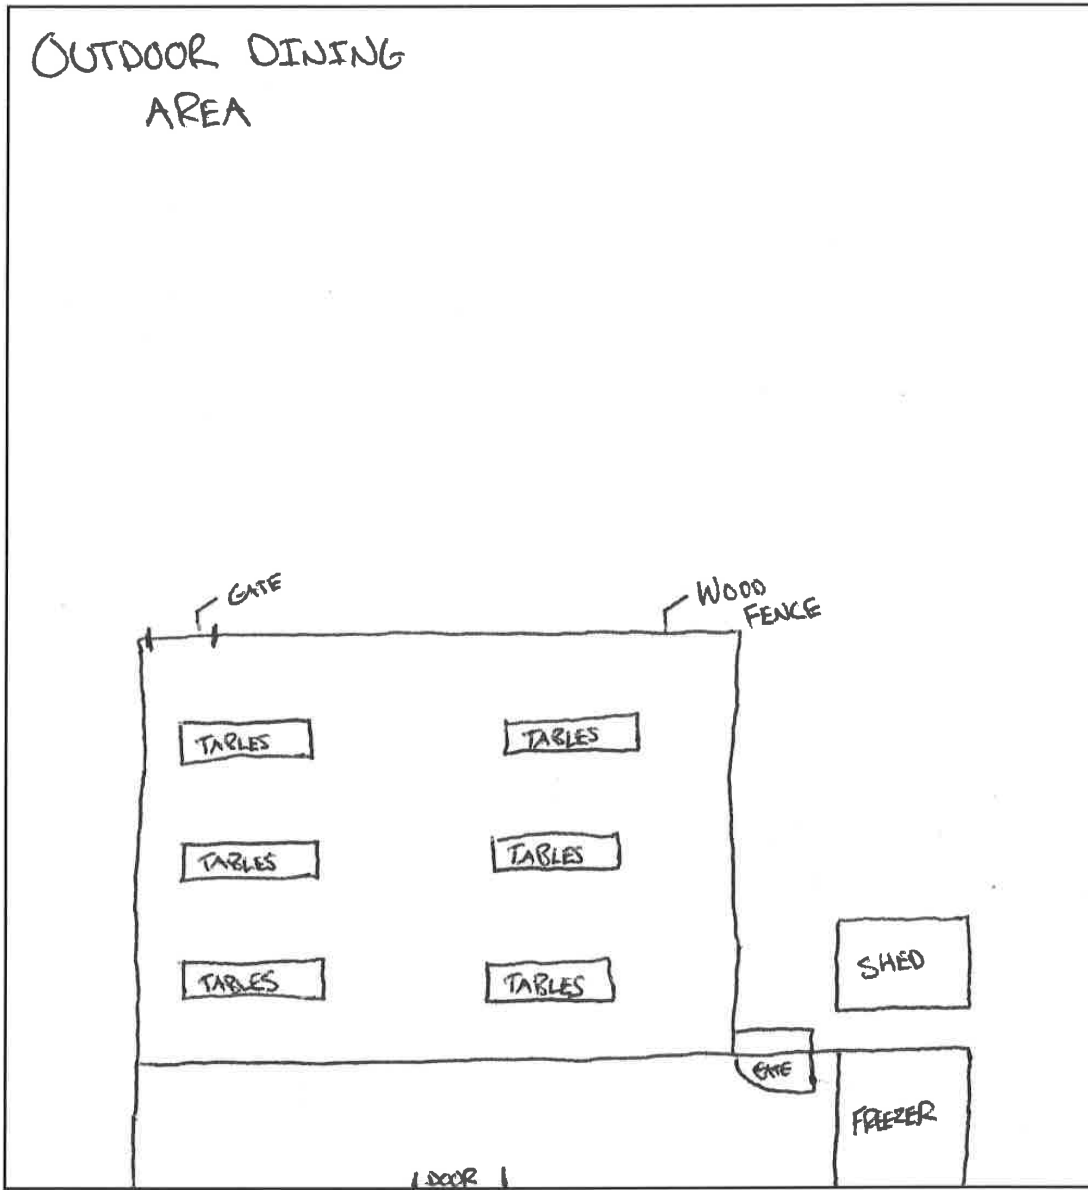 OUTDOOR DINING
AREA
GATE
WOOD
FENCE
TABLES
TABLES
TABLES
TABLES
TABLES
TABLES
SHED
GATE
FREEZER
DOOR